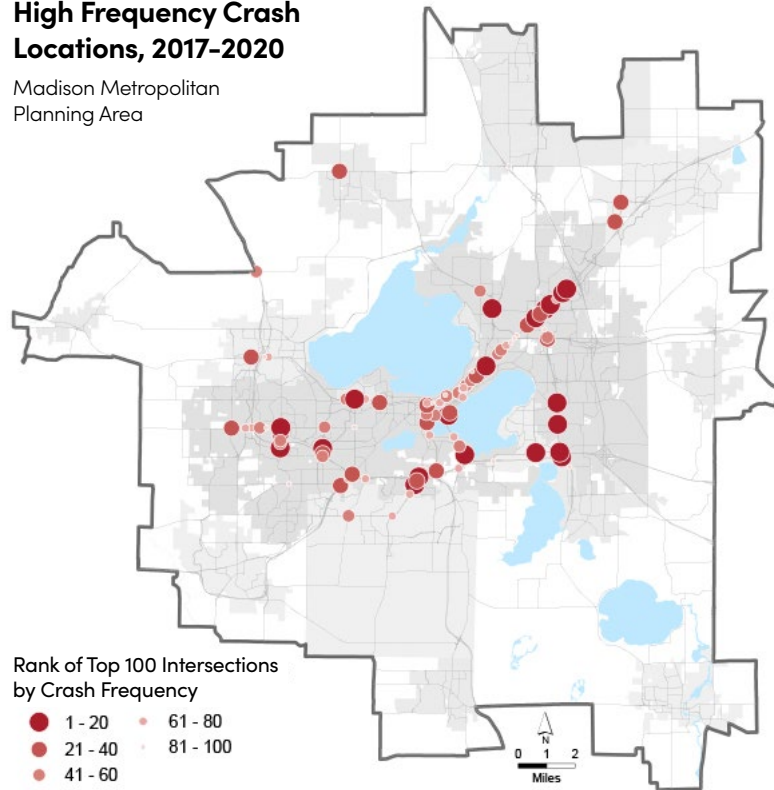 High Frequency Crash
Locations, 2017-2020
Madison Metropolitan
Planning Area
Rank of Top 100 Intersections
by Crash Frequency
1 - 20
21 - 40
41 - 60
61 - 80
81 - 100
N
0 1 2
Miles